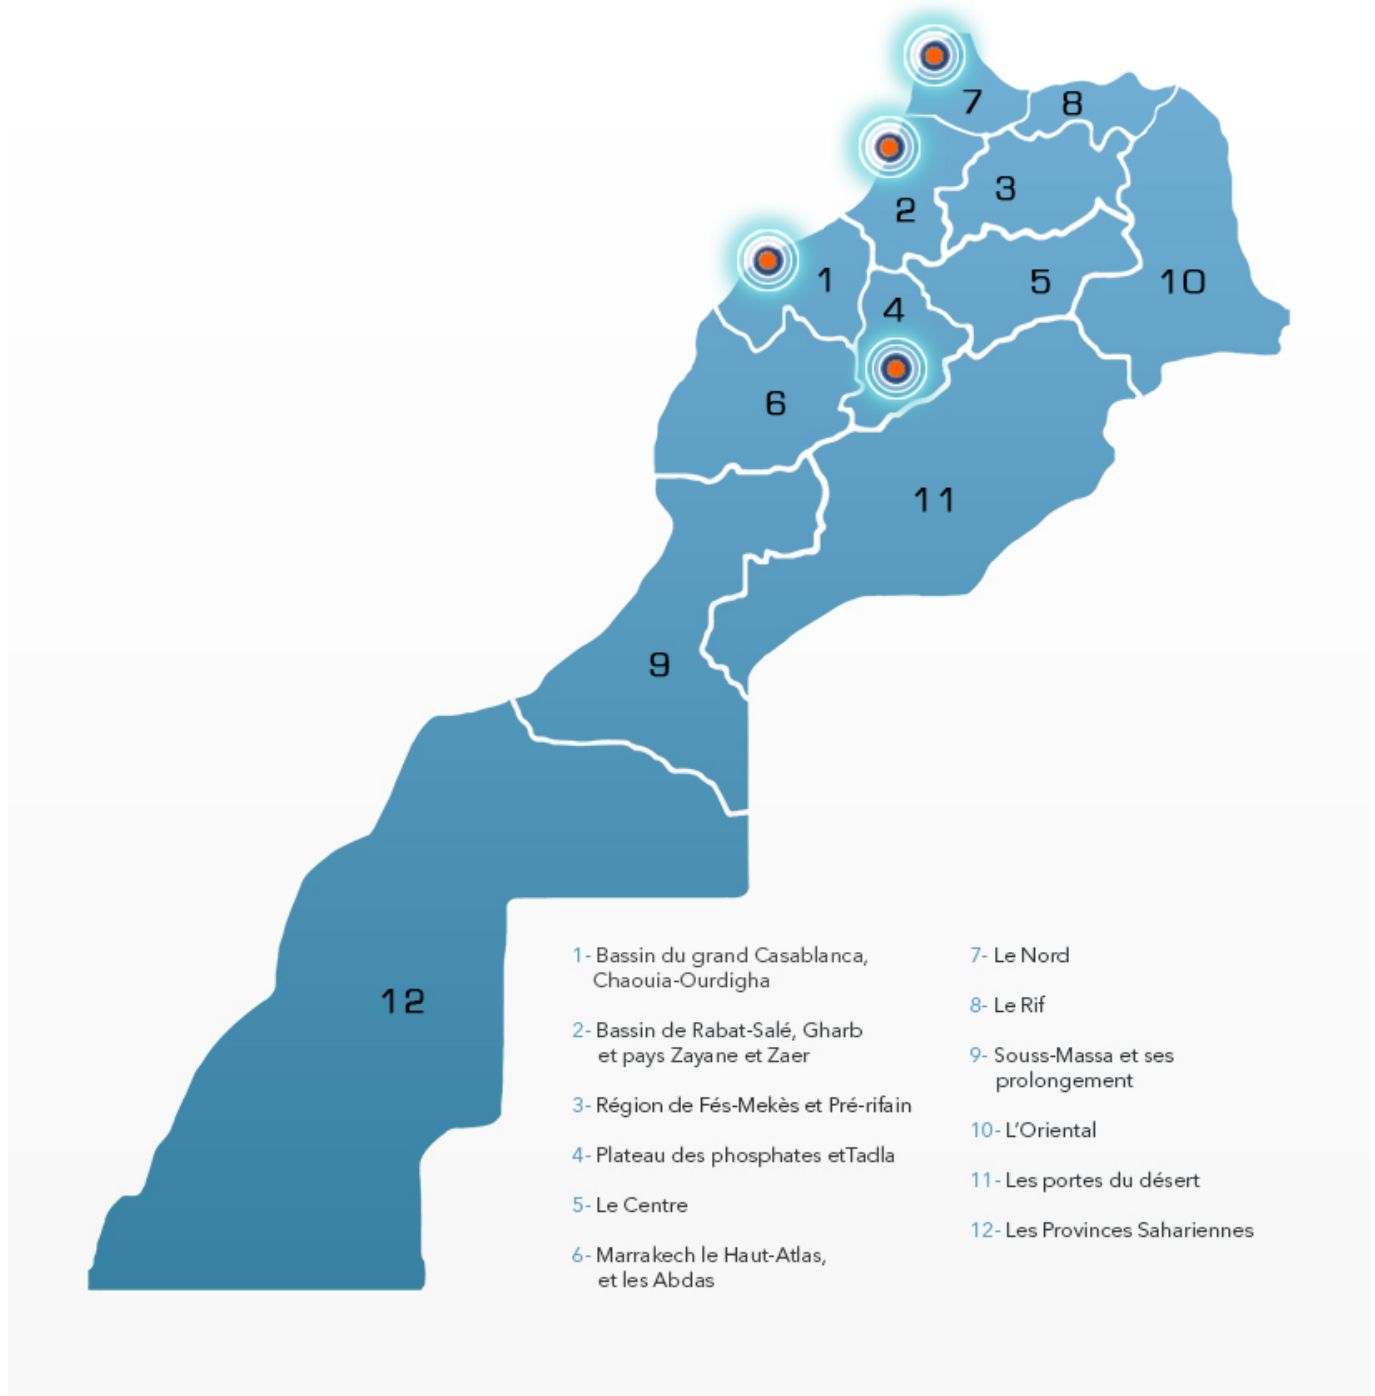 7
8
3
2
1
5
10
4
6
11
9
12
1- Bassin du grand Casablanca,
Chaouia-Ourdigha
2- Bassin de Rabat-Salé, Gharb
et pays Zayane et Zaer
3- Région de Fés-Mekès et Pré-rifain
4- Plateau des phosphates etTadla
5- Le Centre
6- Marrakech le Haut-Atlas,
et les Abdas
7- Le Nord
8- Le Rif
9- Souss-Massa et ses
prolongement
10- L'Oriental
11- Les portes du désert
12- Les Provinces Sahariennes